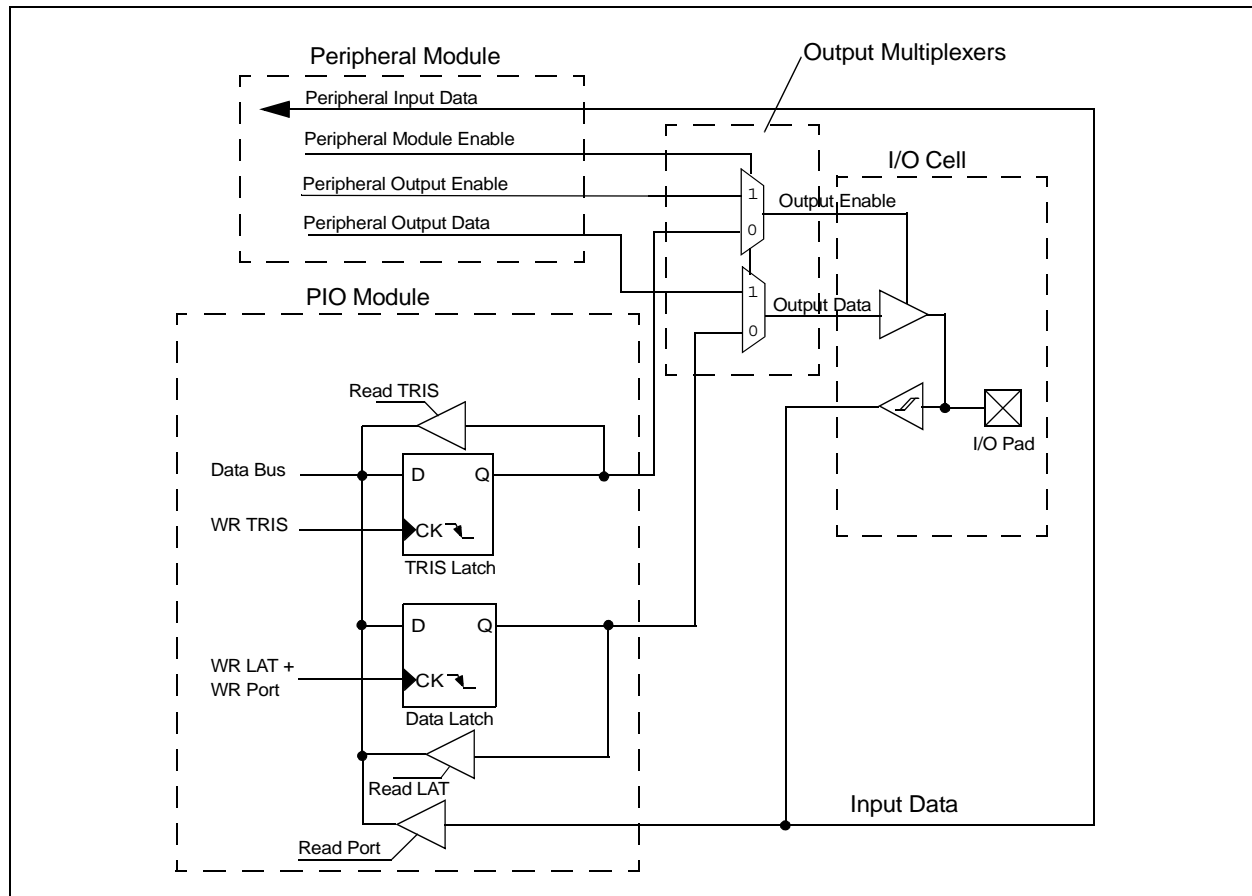 Peripheral Module
Output Multiplexers
Peripheral Input Data
Peripheral Module Enable
I/O Cell
Peripheral Output Enable
1
Output Enable
Peripheral Output Data
0
PIO Module
1
Output Data
0
Read TRIS
I/O Pad
Data Bus
D
Q
WR TRIS
CK
TRIS Latch
D
Q
WR LAT +
WR Port
CK
Data Latch
Read LAT
Input Data
Read Port